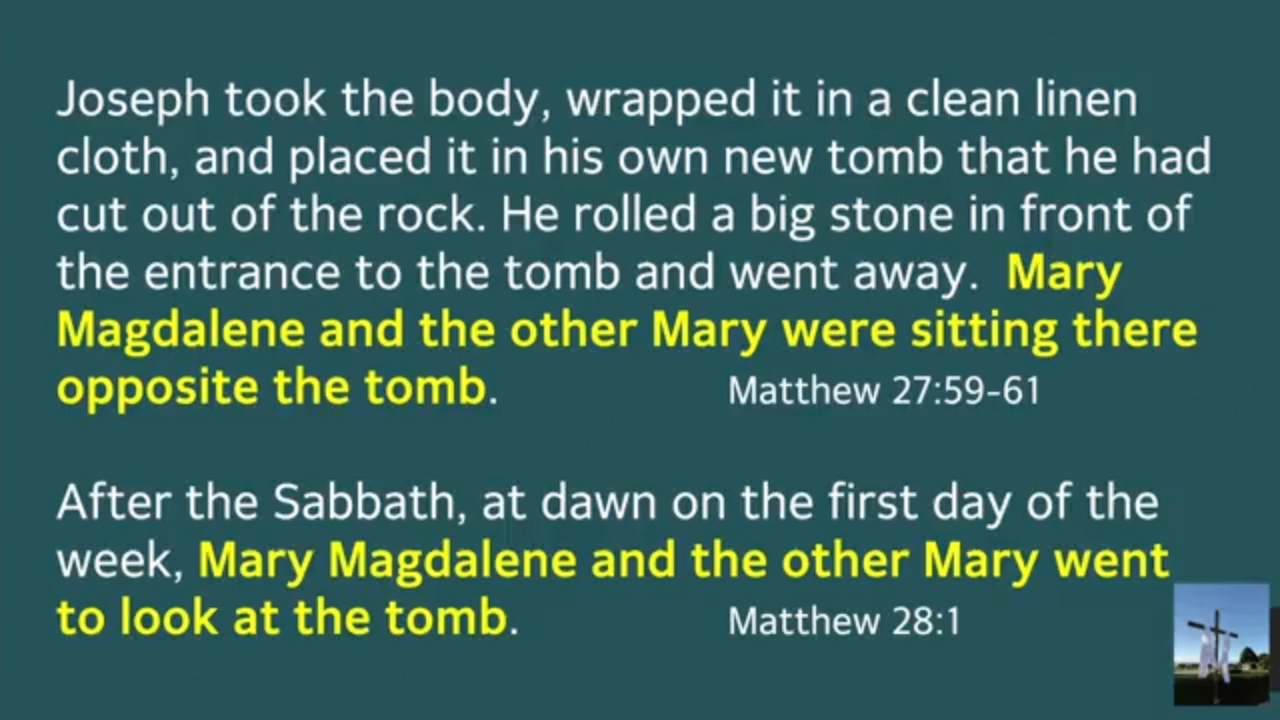 Joseph took the body, wrapped it in a clean linen
cloth, and placed it in his own new tomb that he had
cut out of the rock. He rolled a big stone in front of
the entrance to the tomb and went away. Mary
Magdalene and the other Mary were sitting there
opposite the tomb. Matthew 27:59-61
After the Sabbath, at dawn on the first day of the
week, Mary Magdalene and the other Mary went
to look at the tomb. Matthew 28:1